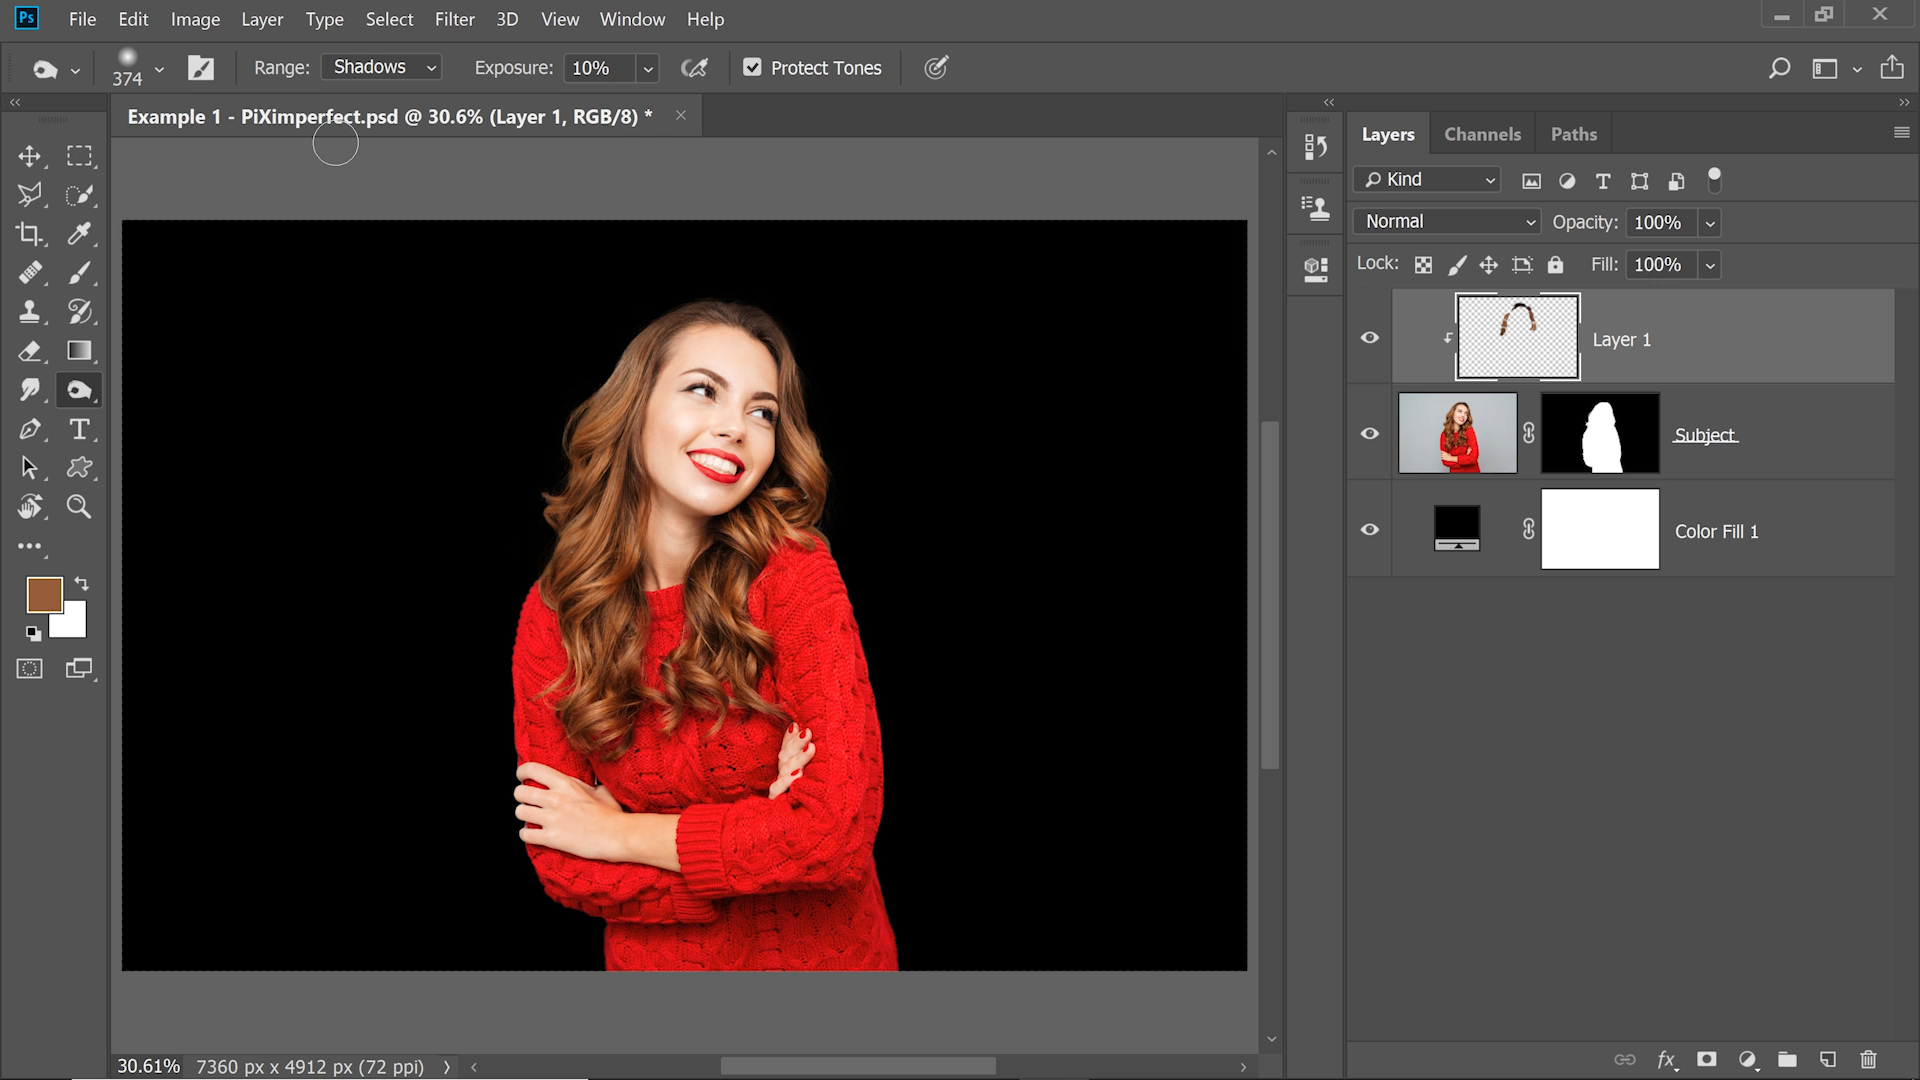 Ps File Edit Image Layer Type Select Filter 3D View Window Help
374 Range: Shadows Exposure: 10% Protect Tones
Example 1 - PiXimperfect.psd @ 30.6% (Layer 1, RGB/8) *
Layers Channels Paths
Kind
Normal Opacity: 100%
Lock: Fill: 100%
Layer 1
Subject
Color Fill 1
30.61% 7360 px x 4912 px (72 ppi)